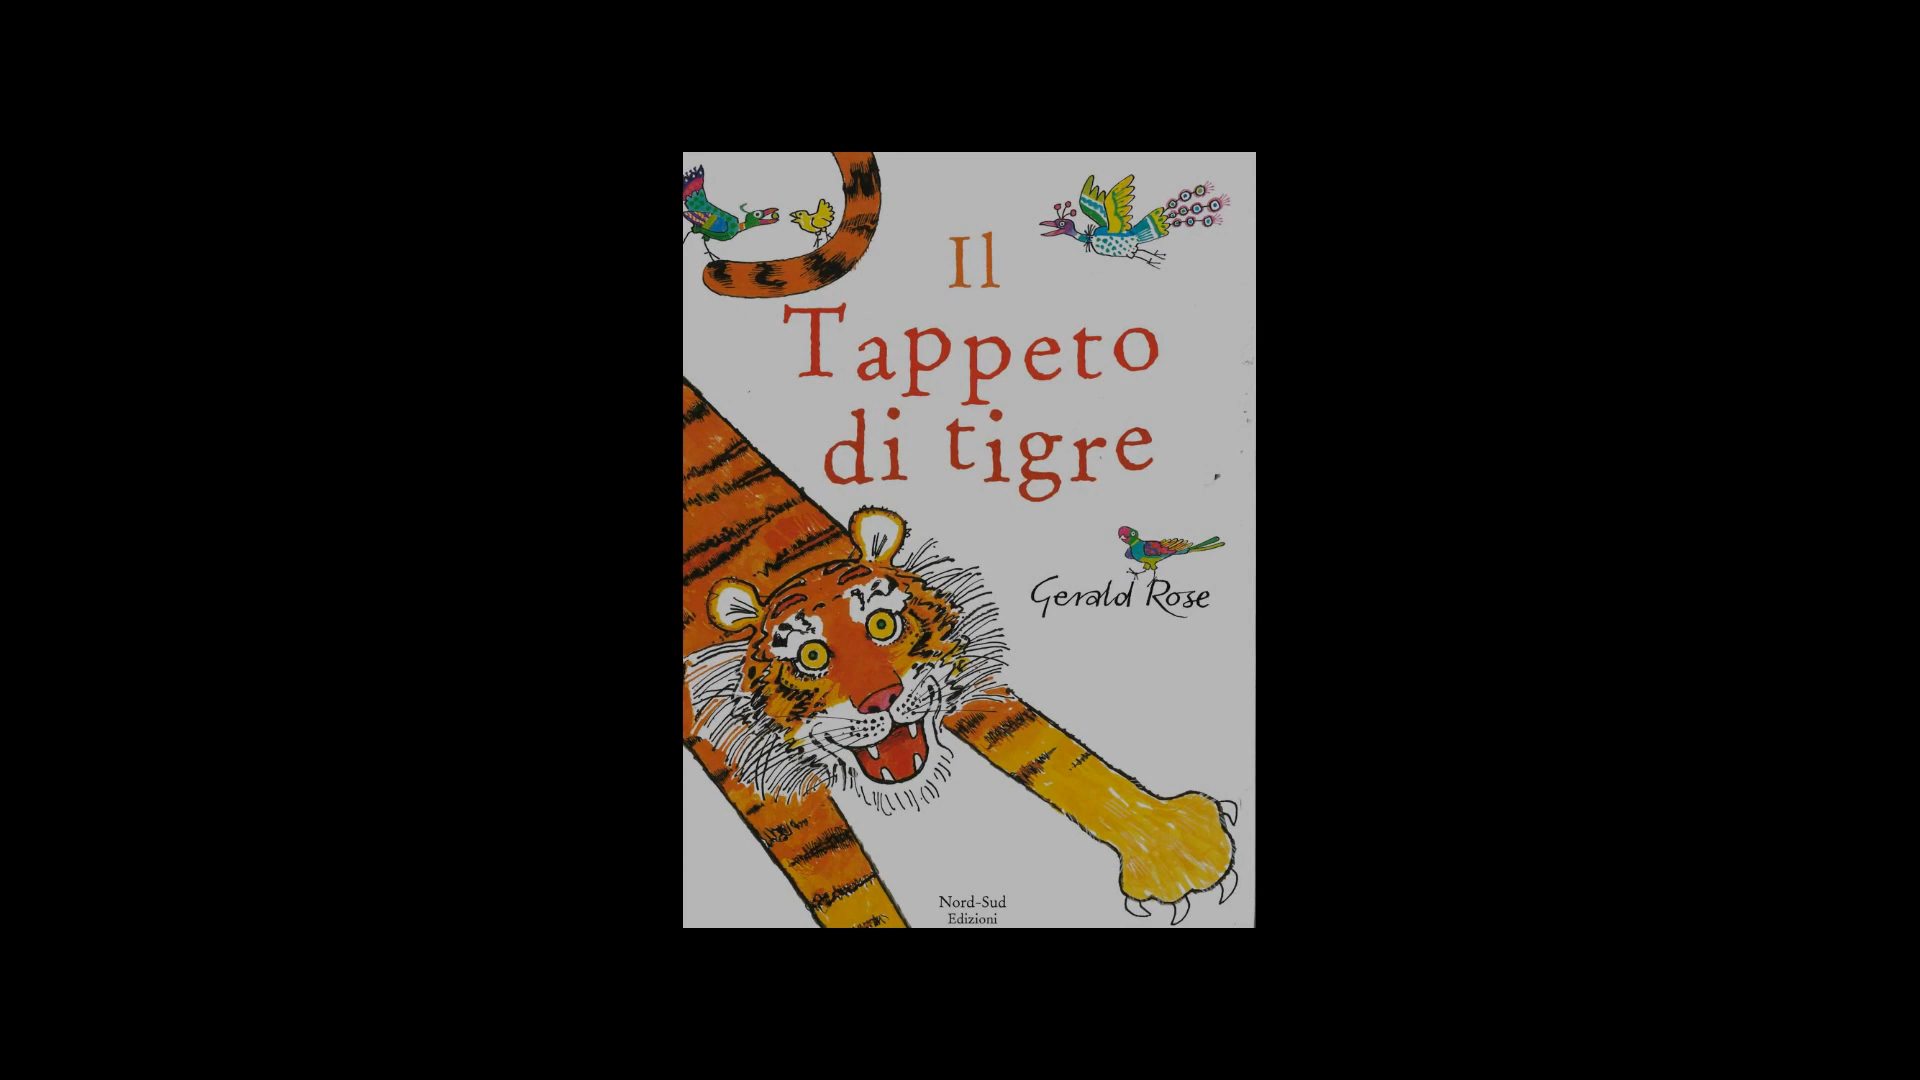 Il
Tappeto
di tigre
Gerald Rose
Nord-Sud
Edizioni